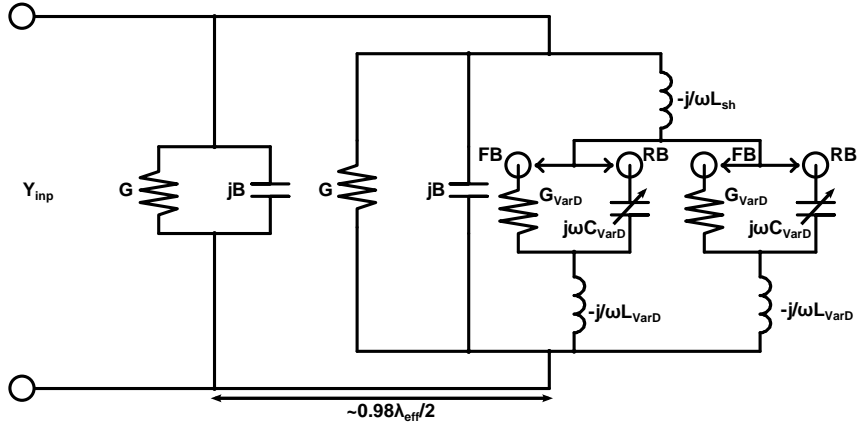 -j/ωLsh
FB
RB
FB
RB
Yinp
G
jB
G
jB
GVarD
jωCVarD
GVarD
jωCVarD
-j/ωLVarD
-j/ωLVarD
~0.98λeff/2